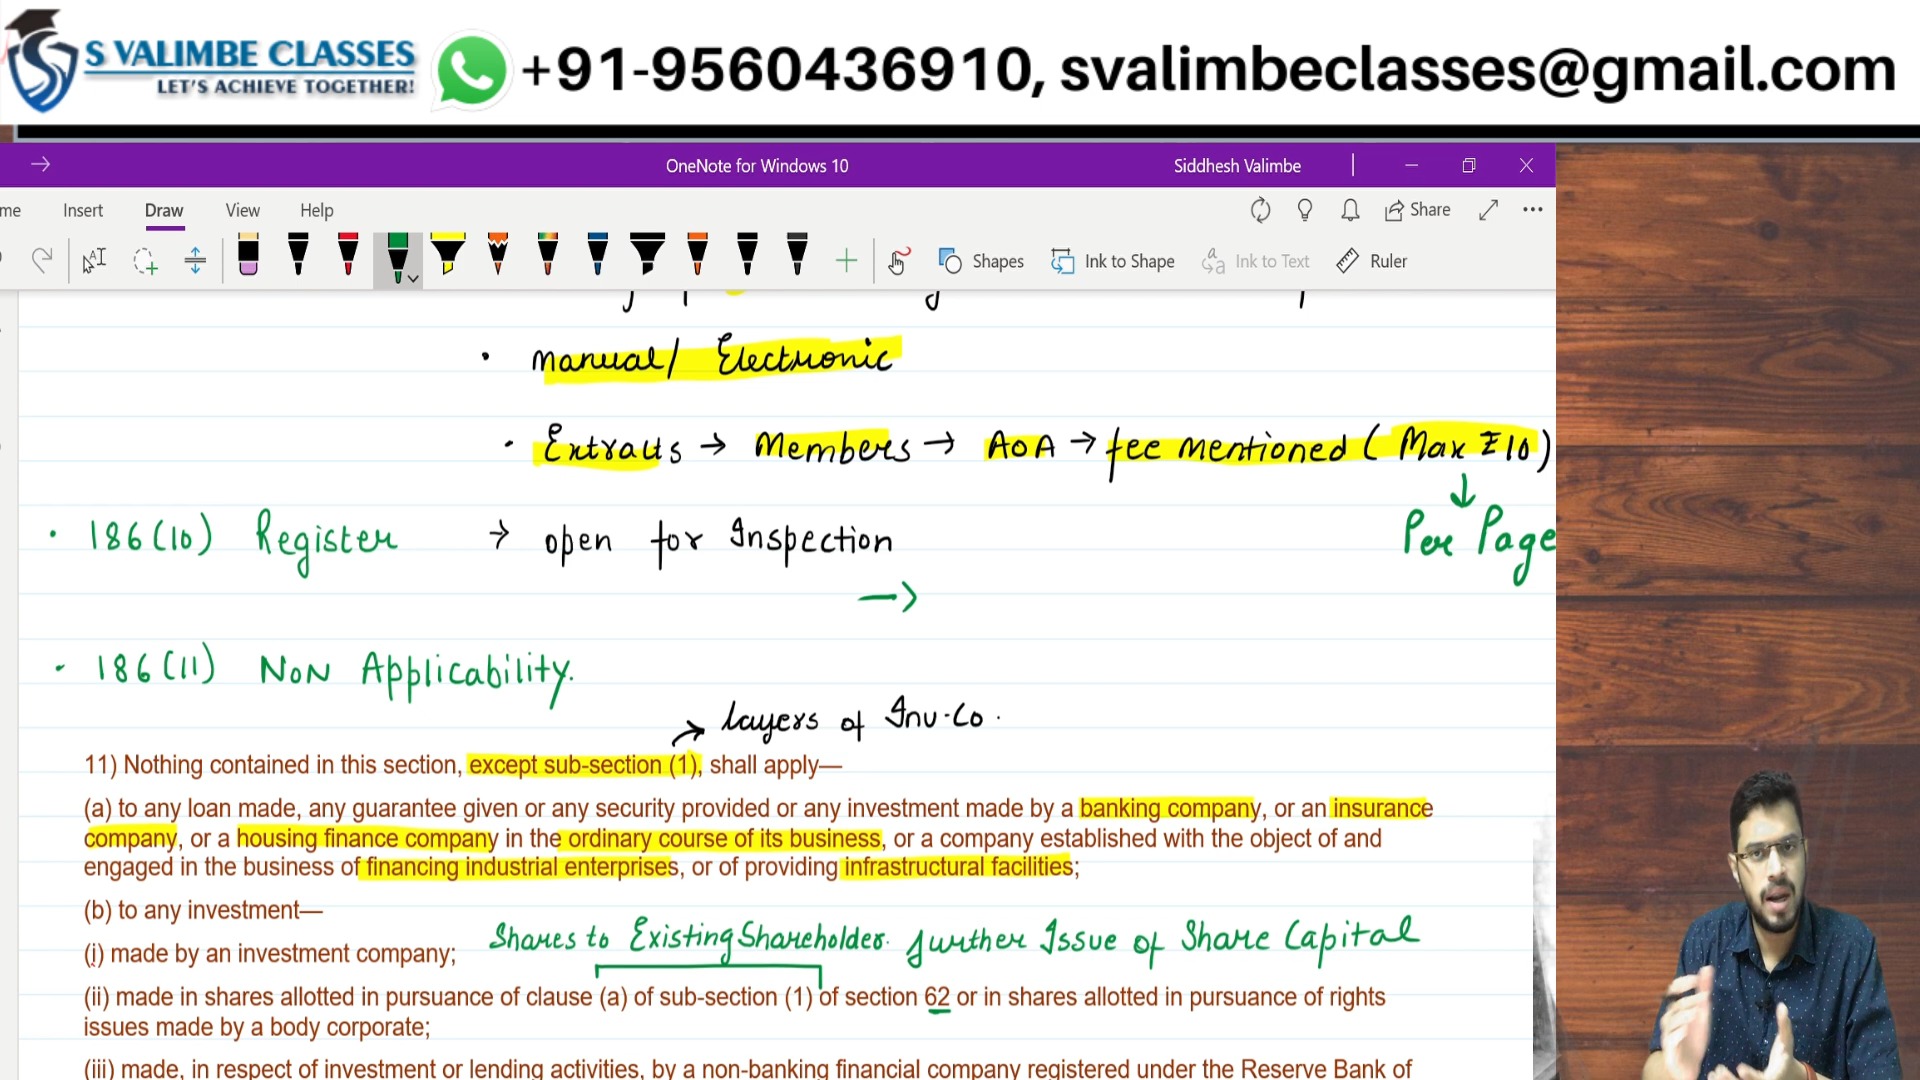 S VALIMBE CLASSES
LET'S ACHIEVE TOGETHER!
+91-9560436910, svalimbeclasses@gmail.com
OneNote for Windows 10
Siddhesh Valimbe
me Insert Draw View Help
Share
Shapes Ink to Shape Ink to Text Ruler
• Manual/ Electronic
• Extracts → Members → AOA → fee mentioned ( Max ₹10 )
↓
Per Page
• 186(10) Register → open for Inspection
→
• 186(11) NON Applicability.
→ Layers of Inv-Co.
11) Nothing contained in this section, except sub-section (1), shall apply—
(a) to any loan made, any guarantee given or any security provided or any investment made by a banking company, or an insurance
company, or a housing finance company in the ordinary course of its business, or a company established with the object of and
engaged in the business of financing industrial enterprises, or of providing infrastructural facilities;
(b) to any investment—
Shares to Existing Shareholder. further Issue of Share Capital
(i) made by an investment company;
(ii) made in shares allotted in pursuance of clause (a) of sub-section (1) of section 62 or in shares allotted in pursuance of rights
issues made by a body corporate;
(iii) made, in respect of investment or lending activities, by a non-banking financial company registered under the Reserve Bank of